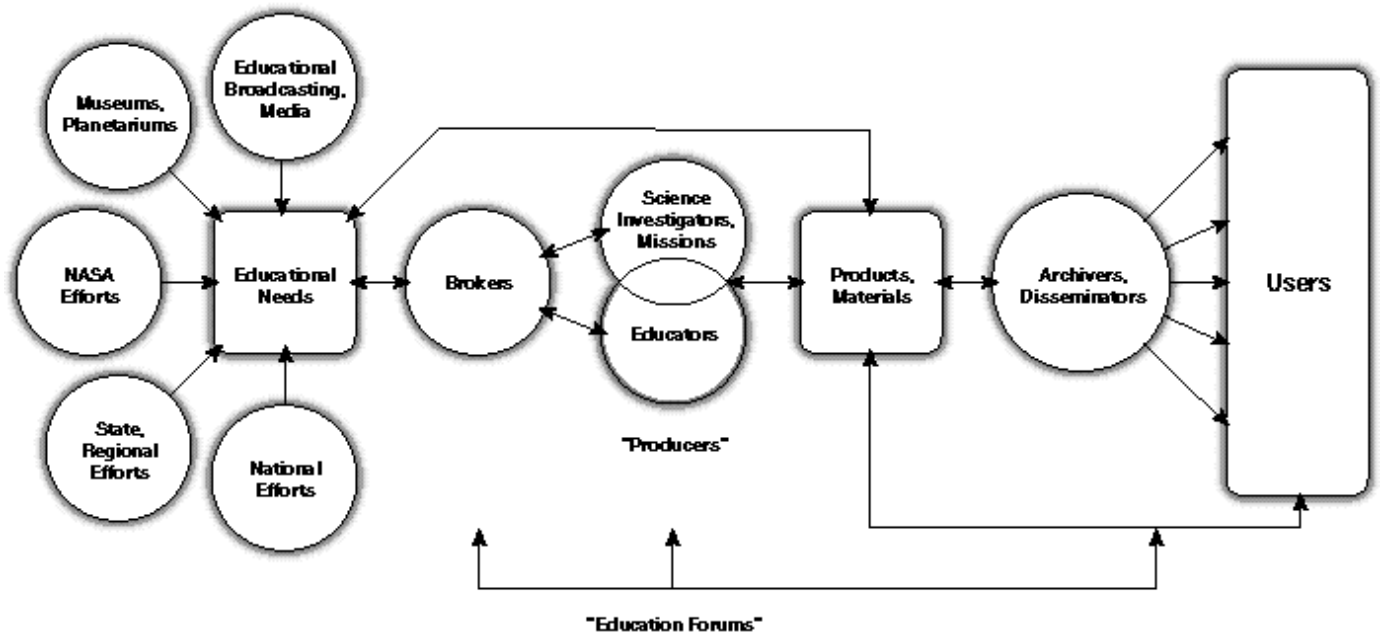 Educational
Broadcasting,
Media
Museums,
Planetariums
NASA
Efforts
State,
Regional
Efforts
National
Efforts
Educational
Needs
Brokers
Science
Investigators,
Missions
Educators
"Producers"
Products,
Materials
Archivers,
Disseminators
Users
"Education Forums"